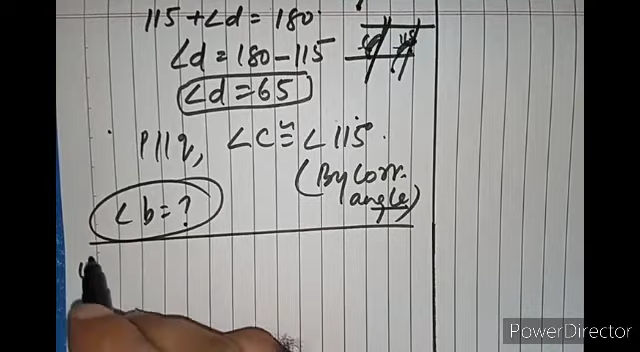 115 + ∠d = 180
∠d = 180 - 115
∠d = 65
P || q, ∠C ≅ ∠115°.
(By Corr.
angle)
∠b = ?
PowerDirector